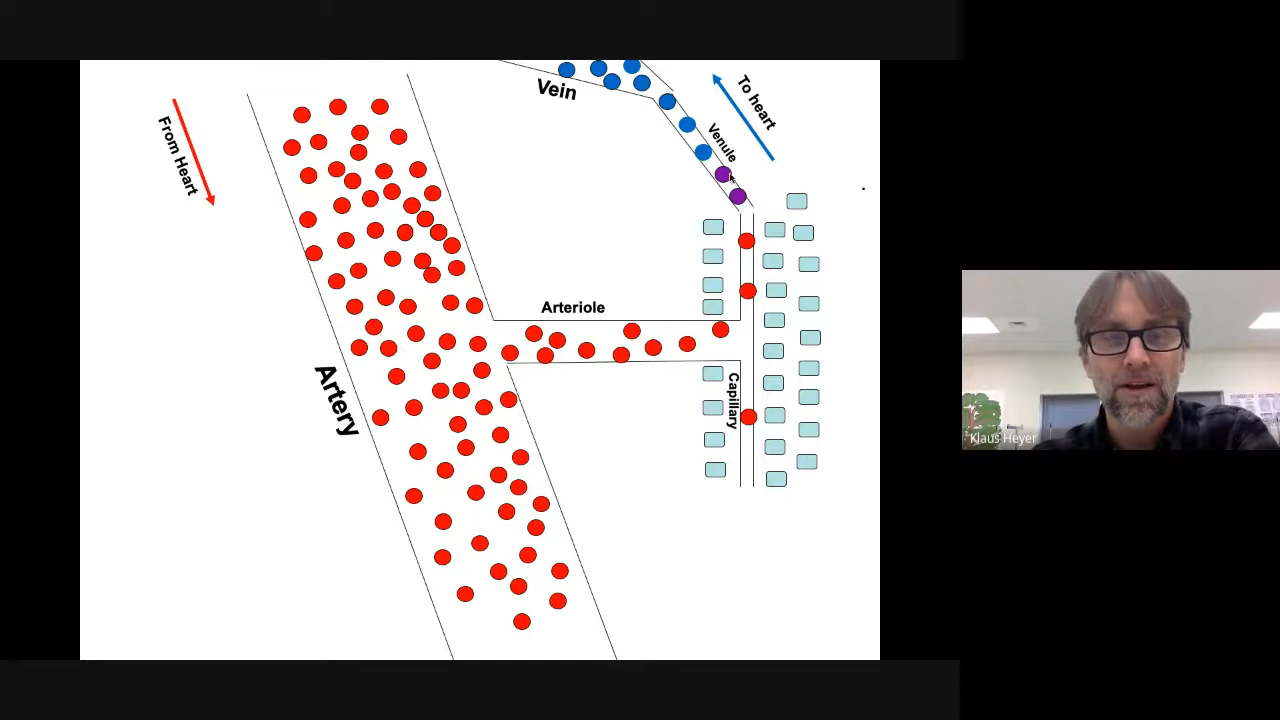 Vein
To heart
Venule
From Heart
Arteriole
Artery
Capillary
Klaus Heyer